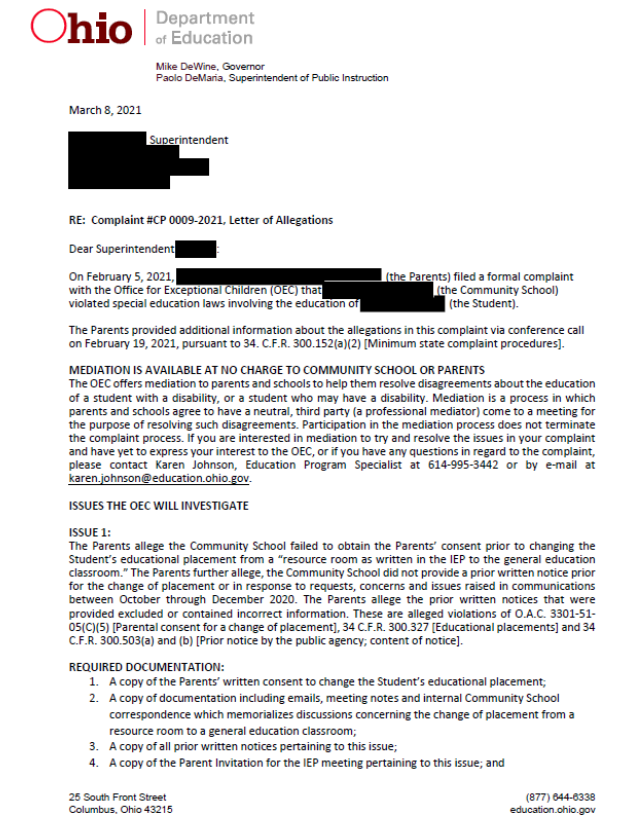 Ohio
Department
of Education
Mike DeWine, Governor
Paolo DeMaria, Superintendent of Public Instruction
March 8, 2021
Superintendent
RE: Complaint #CP 0009-2021, Letter of Allegations
Dear Superintendent :
On February 5, 2021, (the Parents) filed a formal complaint
with the Office for Exceptional Children (OEC) that (the Community School)
violated special education laws involving the education of (the Student).
The Parents provided additional information about the allegations in this complaint via conference call
on February 19, 2021, pursuant to 34. C.F.R. 300.152(a)(2) [Minimum state complaint procedures].
MEDIATION IS AVAILABLE AT NO CHARGE TO COMMUNITY SCHOOL OR PARENTS
The OEC offers mediation to parents and schools to help them resolve disagreements about the education
of a student with a disability, or a student who may have a disability. Mediation is a process in which
parents and schools agree to have a neutral, third party (a professional mediator) come to a meeting for
the purpose of resolving such disagreements. Participation in the mediation process does not terminate
the complaint process. If you are interested in mediation to try and resolve the issues in your complaint
and have yet to express your interest to the OEC, or if you have any questions in regard to the complaint,
please contact Karen Johnson, Education Program Specialist at 614-995-3442 or by e-mail at
karen.johnson@education.ohio.gov.
ISSUES THE OEC WILL INVESTIGATE
ISSUE 1:
The Parents allege the Community School failed to obtain the Parents' consent prior to changing the
Student's educational placement from a "resource room as written in the IEP to the general education
classroom." The Parents further allege, the Community School did not provide a prior written notice prior
for the change of placement or in response to requests, concerns and issues raised in communications
between October through December 2020. The Parents allege the prior written notices that were
provided excluded or contained incorrect information. These are alleged violations of O.A.C. 3301-51-
05(C)(5) [Parental consent for a change of placement], 34 C.F.R. 300.327 [Educational placements] and 34
C.F.R. 300.503(a) and (b) [Prior notice by the public agency; content of notice].
REQUIRED DOCUMENTATION:
1. A copy of the Parents' written consent to change the Student's educational placement;
2. A copy of documentation including emails, meeting notes and internal Community School
correspondence which memorializes discussions concerning the change of placement from a
resource room to a general education classroom;
3. A copy of all prior written notices pertaining to this issue;
4. A copy of the Parent Invitation for the IEP meeting pertaining to this issue; and
25 South Front Street
Columbus, Ohio 43215
(877) 644-6338
education.ohio.gov